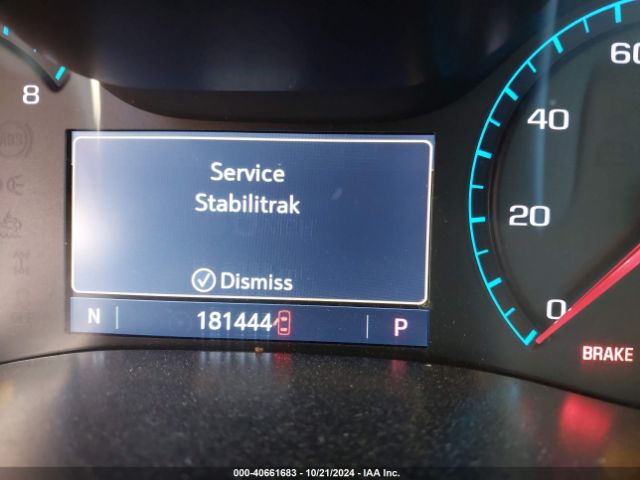 8
60
40
20
0
Service
Stabilitrak
Dismiss
N
181444
P
BRAKE
000-40661683 - 10/21/2024 - IAA Inc.